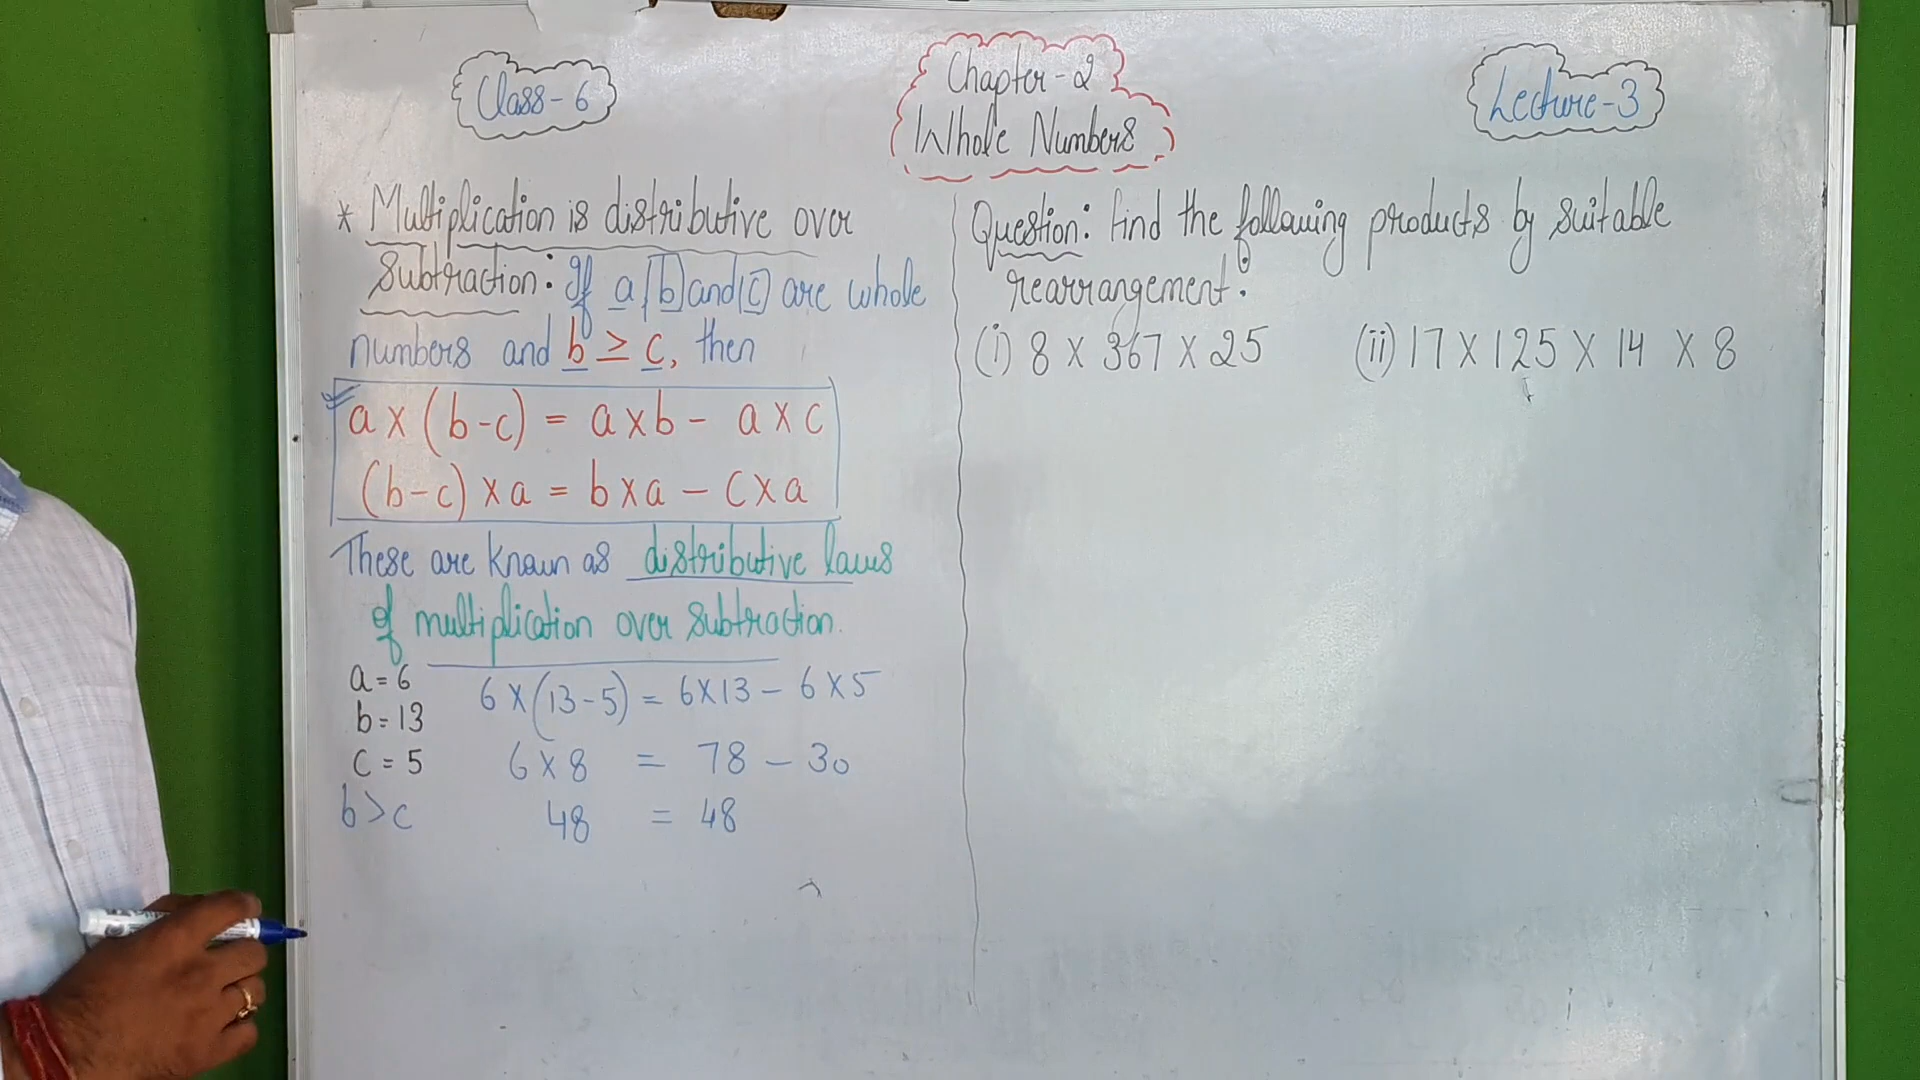 Class-6
Chapter-2
Whole Numbers
Lecture-3
* Multiplication is distributive over
Subtraction: If a, b and c are whole
numbers and b ≥ c, then
a × (b-c) = a×b - a×c
(b-c) × a = b×a - c×a
These are known as distributive laws
of multiplication over subtraction.
a = 6
b = 13
c = 5
b > c
6 × (13-5) = 6×13 - 6×5
6×8 = 78 - 30
48 = 48
Question: Find the following products by suitable
rearrangement:
(i) 8 × 367 × 25 (ii) 17 × 125 × 14 × 8